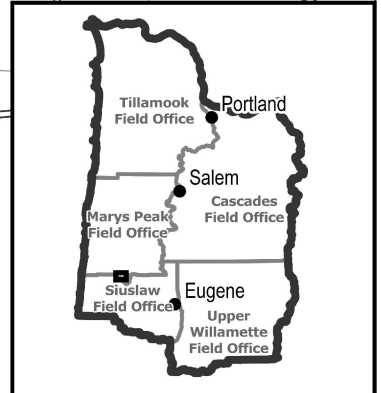 Tillamook
Field Office
Portland
Salem
Cascades
Field Office
Marys Peak
Field Office
Siuslaw
Field Office
Eugene
Upper
Willamette
Field Office